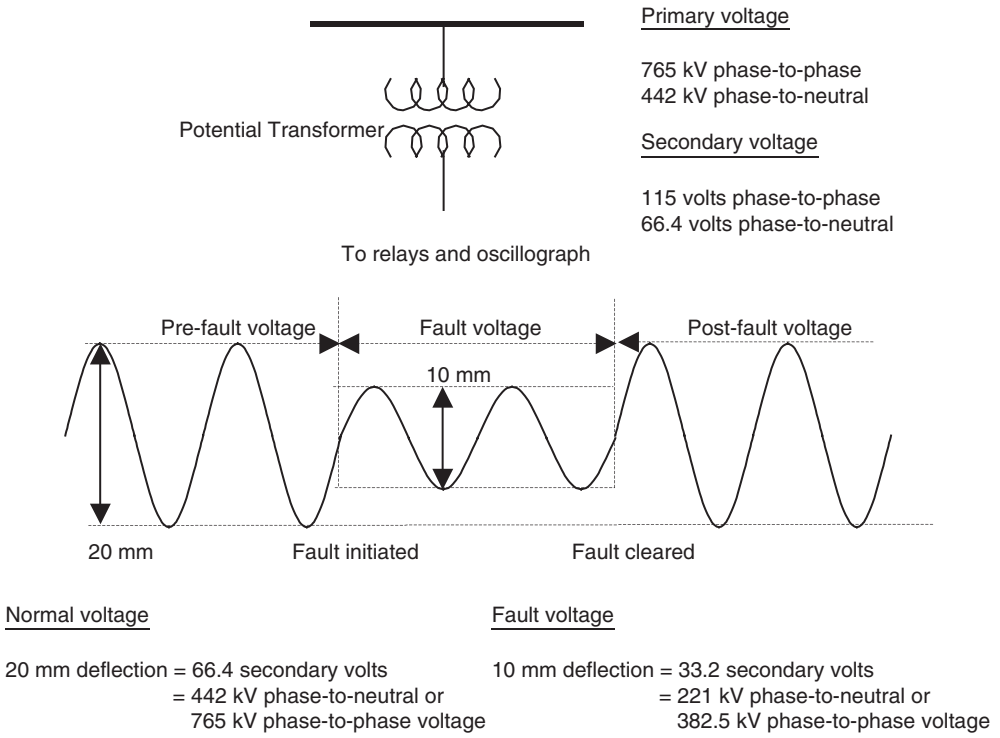 Primary voltage
765 kV phase-to-phase
442 kV phase-to-neutral
Potential Transformer
Secondary voltage
115 volts phase-to-phase
66.4 volts phase-to-neutral
To relays and oscillograph
Pre-fault voltage
Fault voltage
Post-fault voltage
10 mm
20 mm
Fault initiated
Fault cleared
Normal voltage
20 mm deflection = 66.4 secondary volts
= 442 kV phase-to-neutral or
765 kV phase-to-phase voltage
Fault voltage
10 mm deflection = 33.2 secondary volts
= 221 kV phase-to-neutral or
382.5 kV phase-to-phase voltage